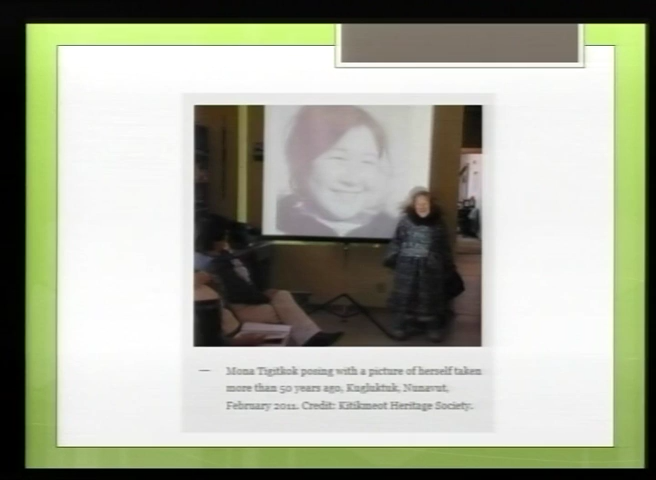 — Mona Tigitkok posing with a picture of herself taken
more than 50 years ago, Kugluktuk, Nunavut,
February 2011. Credit: Kitikmeot Heritage Society.